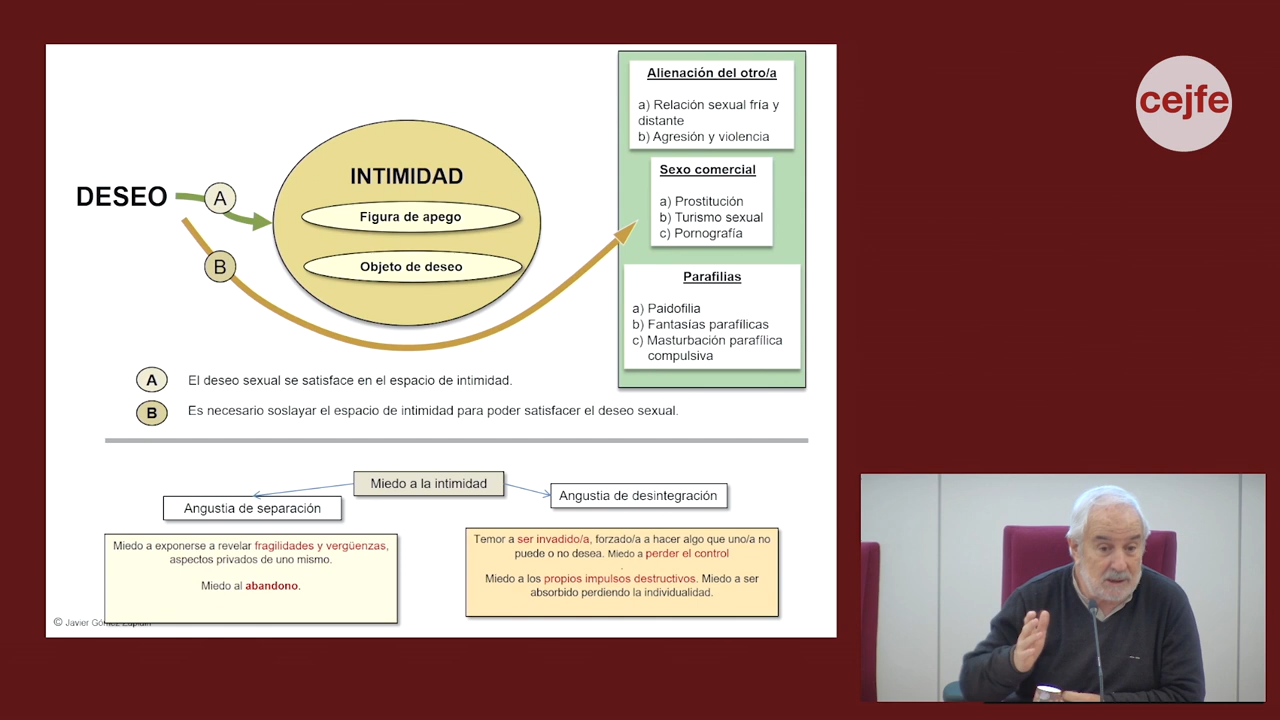 DESEO
A
B
INTIMIDAD
Figura de apego
Objeto de deseo
Alienación del otro/a
a) Relación sexual fría y
distante
b) Agresión y violencia
Sexo comercial
a) Prostitución
b) Turismo sexual
c) Pornografía
Parafilias
a) Paidofilia
b) Fantasías parafílicas
c) Masturbación parafílica
compulsiva
A El deseo sexual se satisface en el espacio de intimidad.
B Es necesario soslayar el espacio de intimidad para poder satisfacer el deseo sexual.
Miedo a la intimidad
Angustia de separación
Angustia de desintegración
Miedo a exponerse a revelar fragilidades y vergüenzas,
aspectos privados de uno mismo.
Miedo al abandono.
Temor a ser invadido/a, forzado/a a hacer algo que uno/a no
puede o no desea. Miedo a perder el control
.
Miedo a los propios impulsos destructivos. Miedo a ser
absorbido perdiendo la individualidad.
© Javier Gómez Zapiain
cejfe